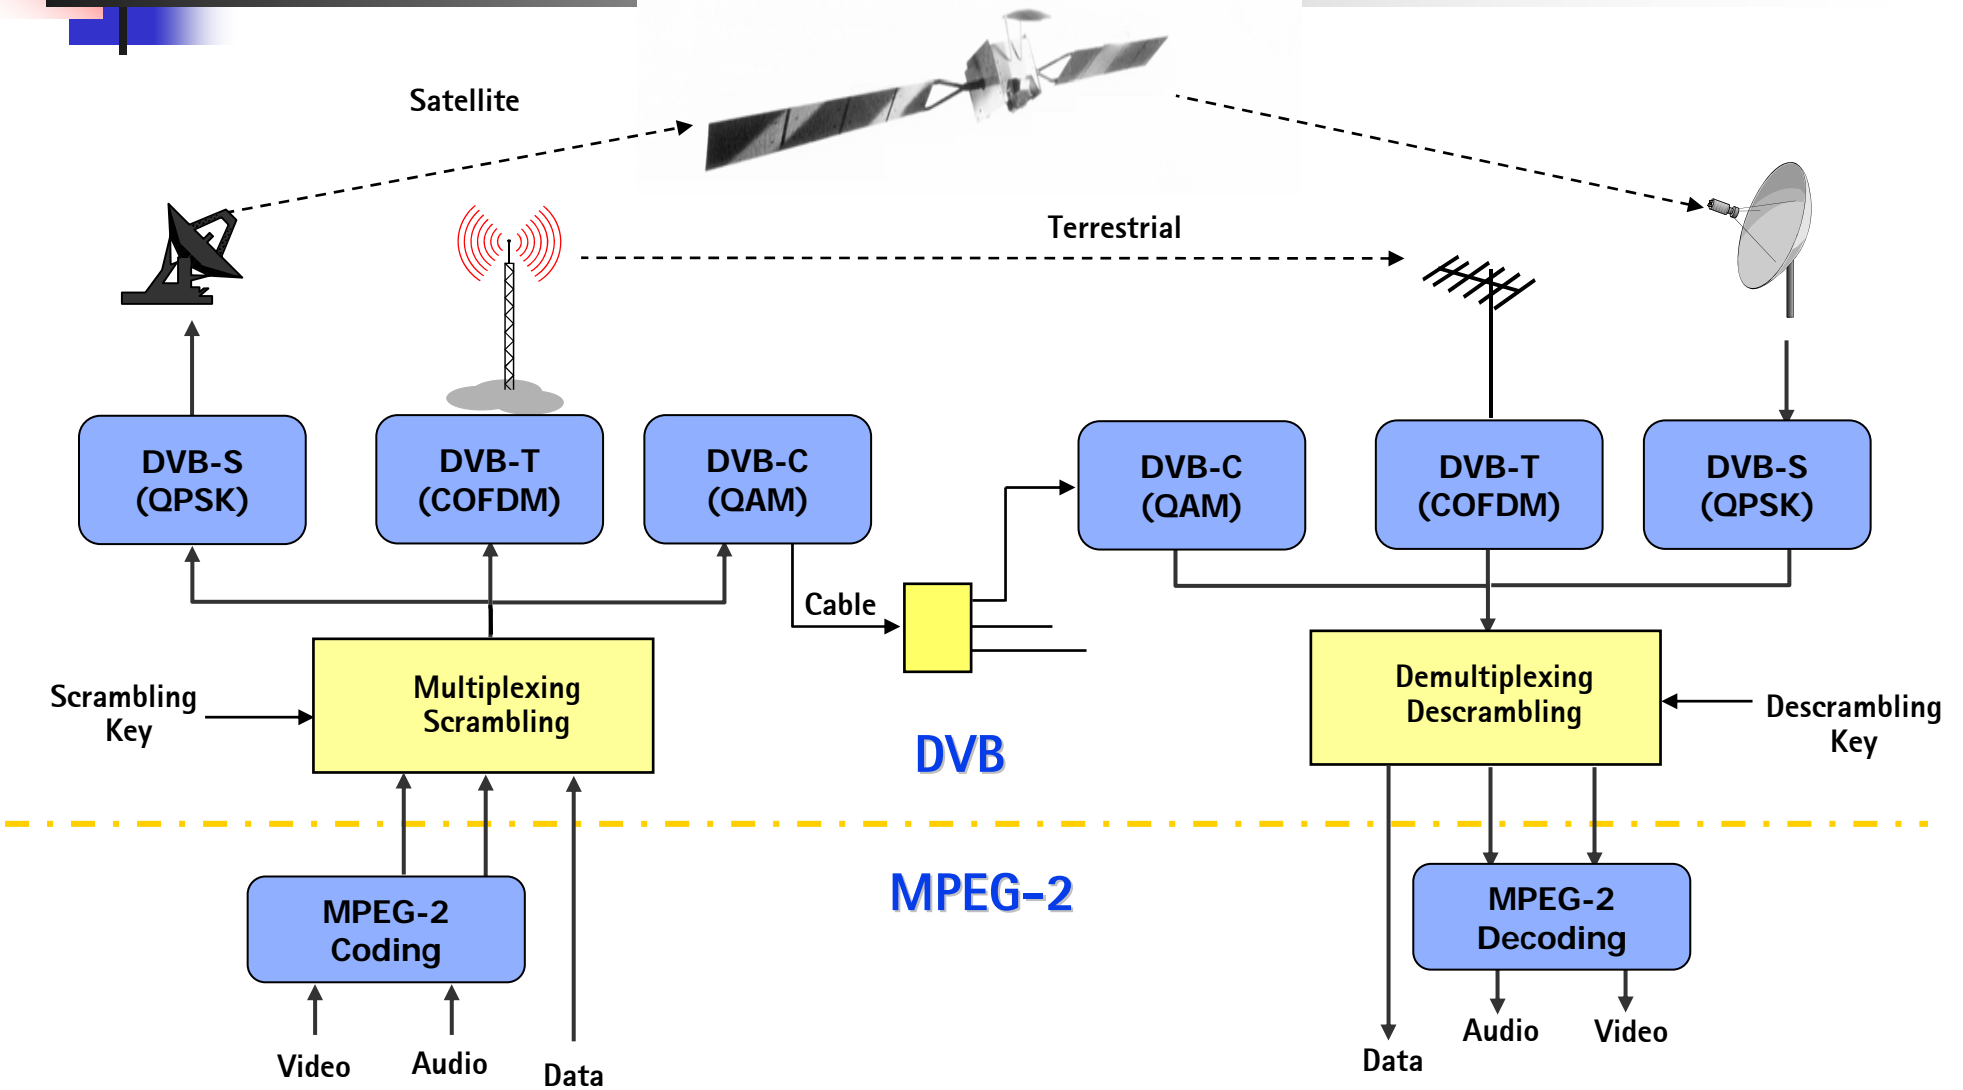 Satellite
Terrestrial
DVB-S
(QPSK)
DVB-T
(COFDM)
DVB-C
(QAM)
DVB-C
(QAM)
DVB-T
(COFDM)
DVB-S
(QPSK)
Cable
Scrambling
Key
Multiplexing
Scrambling
Demultiplexing
Descrambling
Descrambling
Key
DVB
MPEG-2
MPEG-2
Coding
MPEG-2
Decoding
Video
Audio
Data
Data
Audio
Video